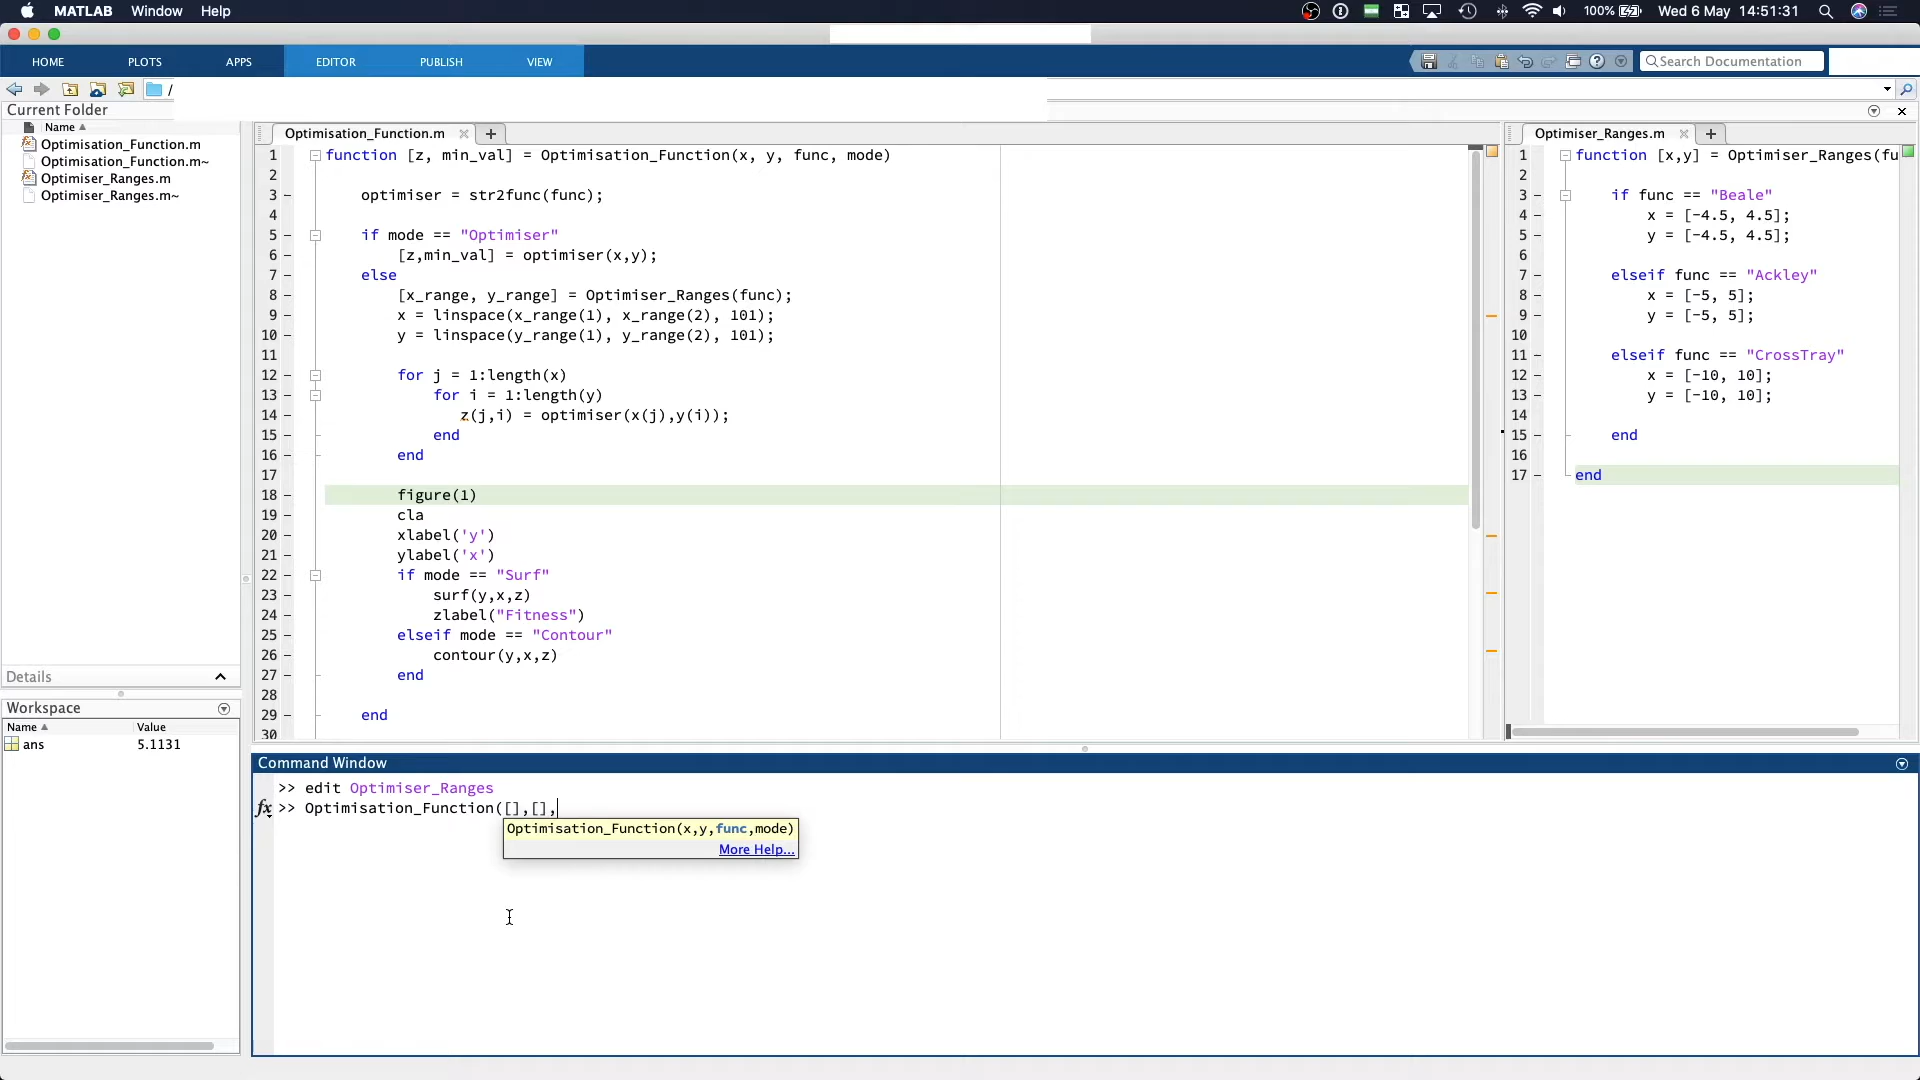 MATLAB Window Help 100% Wed 6 May 14:51:31
HOME PLOTS APPS EDITOR PUBLISH VIEW Search Documentation
/
Current Folder
Name
Optimisation_Function.m
Optimisation_Function.m~
Optimiser_Ranges.m
Optimiser_Ranges.m~
Details
Workspace
Name Value
ans 5.1131
Optimisation_Function.m
1 function [z, min_val] = Optimisation_Function(x, y, func, mode)
2
3 optimiser = str2func(func);
4
5 if mode == "Optimiser"
6 [z,min_val] = optimiser(x,y);
7 else
8 [x_range, y_range] = Optimiser_Ranges(func);
9 x = linspace(x_range(1), x_range(2), 101);
10 y = linspace(y_range(1), y_range(2), 101);
11
12 for j = 1:length(x)
13 for i = 1:length(y)
14 z(j,i) = optimiser(x(j),y(i));
15 end
16 end
17
18 figure(1)
19 cla
20 xlabel('y')
21 ylabel('x')
22 if mode == "Surf"
23 surf(y,x,z)
24 zlabel("Fitness")
25 elseif mode == "Contour"
26 contour(y,x,z)
27 end
28
29 end
30
Optimiser_Ranges.m
1 function [x,y] = Optimiser_Ranges(fu
2
3 if func == "Beale"
4 x = [-4.5, 4.5];
5 y = [-4.5, 4.5];
6
7 elseif func == "Ackley"
8 x = [-5, 5];
9 y = [-5, 5];
10
11 elseif func == "CrossTray"
12 x = [-10, 10];
13 y = [-10, 10];
14
15 end
16
17 end
Command Window
>> edit Optimiser_Ranges
fx >> Optimisation_Function([],[],
Optimisation_Function(x,y,func,mode)
More Help...